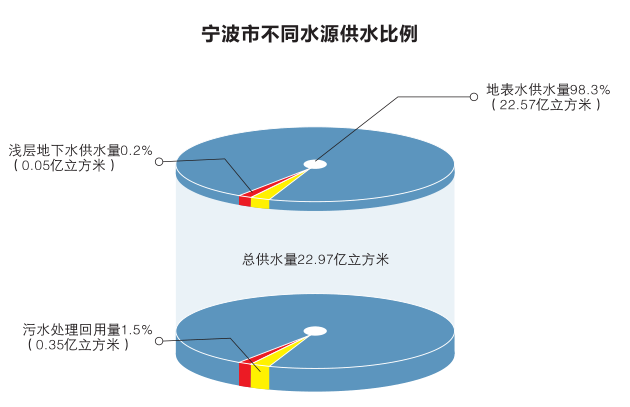 宁波市不同水源供水比例
地表水供水量98.3%
（22.57亿立方米）
浅层地下水供水量0.2%
（0.05亿立方米）
总供水量22.97亿立方米
污水处理回用量1.5%
（0.35亿立方米）